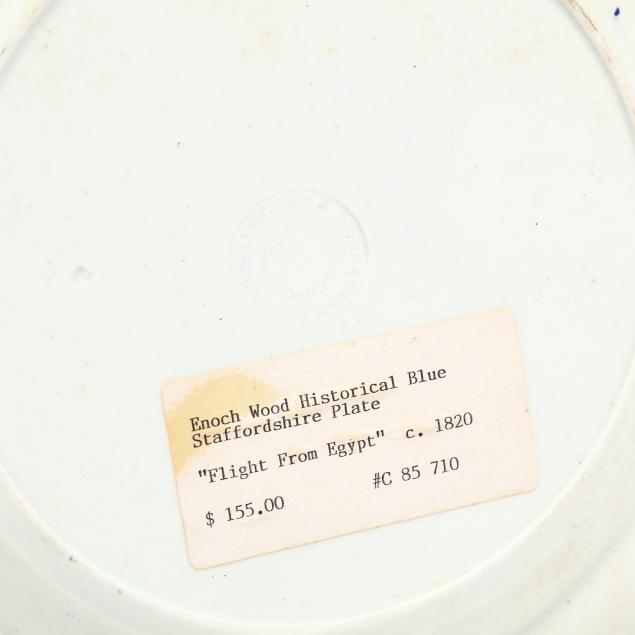 Enoch Wood Historical Blue
Staffordshire Plate
"Flight From Egypt" c. 1820
$ 155.00 #C 85 710